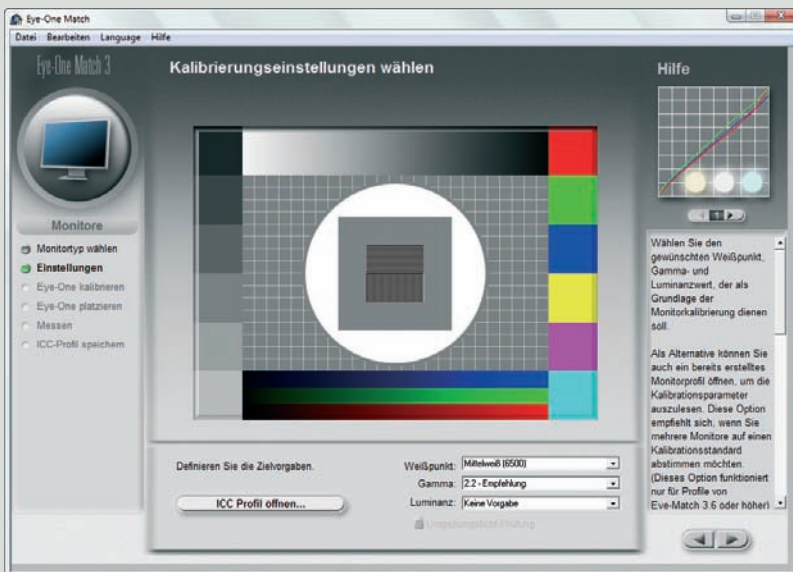 Eye-One Match
Datei Bearbeiten Language Hilfe
Eye-One Match 3
Kalibrierungseinstellungen wählen
Hilfe
Monitore
Monitortyp wählen
Einstellungen
Eye-One kalibrieren
Eye-One platzieren
Messen
ICC-Profil speichern
1
Wählen Sie den
gewünschten Weißpunkt,
Gamma- und
Luminanzwert, der als
Grundlage der
Monitorkalibrierung dienen
soll.
Als Alternative können Sie
auch ein bereits erstelltes
Monitorprofil öffnen, um die
Kalibrationsparameter
auszulesen. Diese Option
empfiehlt sich, wenn Sie
mehrere Monitore auf einen
Kalibrationsstandard
abstimmen möchten.
(Dieses Option funktioniert
nur für Profile von
Eye-Match 3.6 oder höher)
Definieren Sie die Zielvorgaben.
ICC Profil öffnen...
Weißpunkt: Mittelweiß (6500)
Gamma: 2.2 - Empfehlung
Luminanz: Keine Vorgabe
Umgebungslicht-Prüfung